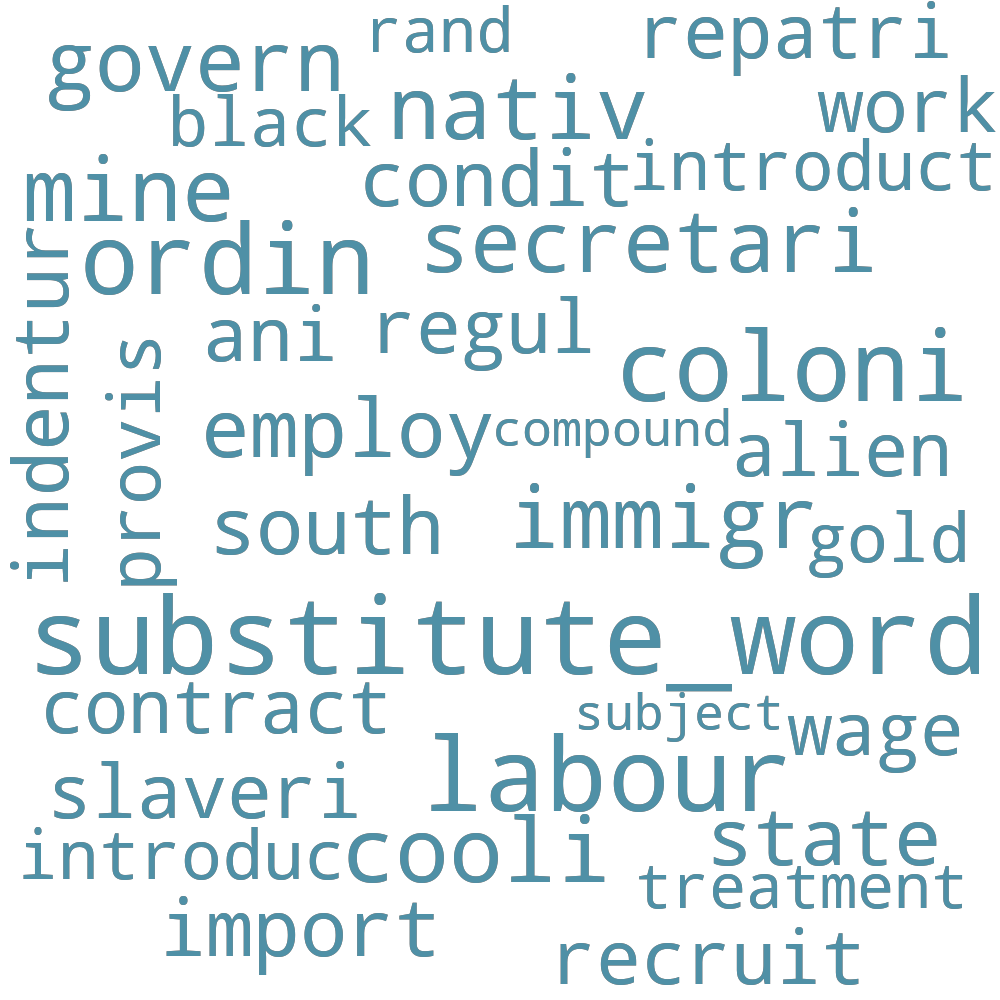 govern
rand
repatri
black
nativ
work
mine
condit
introduct
ordin
secretari
indentur
ani
regul
provis
coloni
employ
compound
alien
south
immigr
gold
substitute_word
contract
subject
wage
slaveri
labour
introduc
cooli
state
treatment
import
recruit